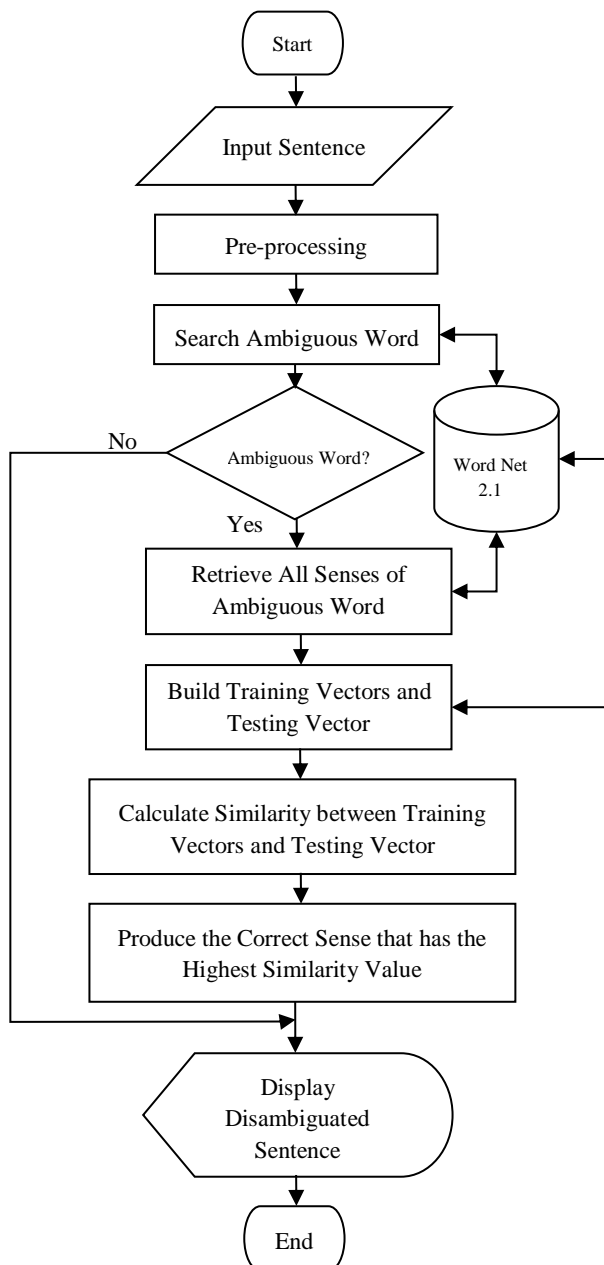 Start
Input Sentence
Pre-processing
Search Ambiguous Word
No
Ambiguous Word?
Word Net
2.1
Yes
Retrieve All Senses of
Ambiguous Word
Build Training Vectors and
Testing Vector
Calculate Similarity between Training
Vectors and Testing Vector
Produce the Correct Sense that has the
Highest Similarity Value
Display
Disambiguated
Sentence
End